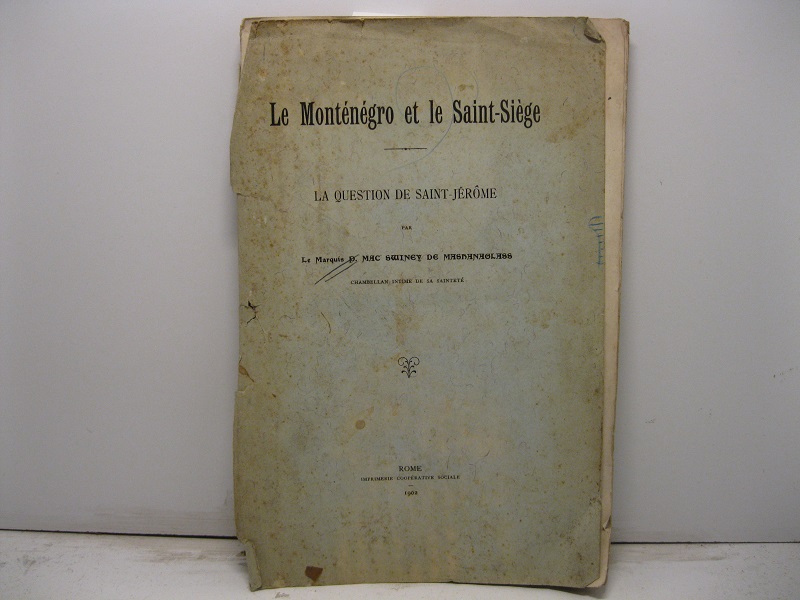 Le Monténégro et le Saint-Siège
LA QUESTION DE SAINT-JÉRÔME
PAR
Le Marquis P. MAC SWINEY DE MASHANAGLASS
CHAMBELLAN INTIME DE SA SAINTETÉ
ROME
IMPRIMERIE COOPÉRATIVE SOCIALE
1902